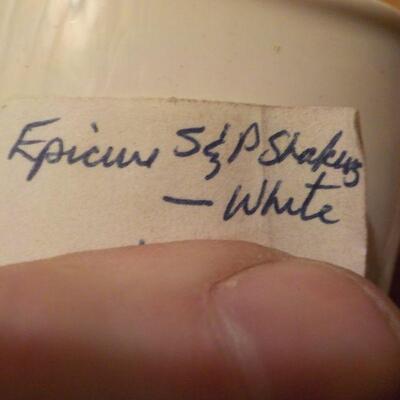 Epicure S & P Shakers
— White